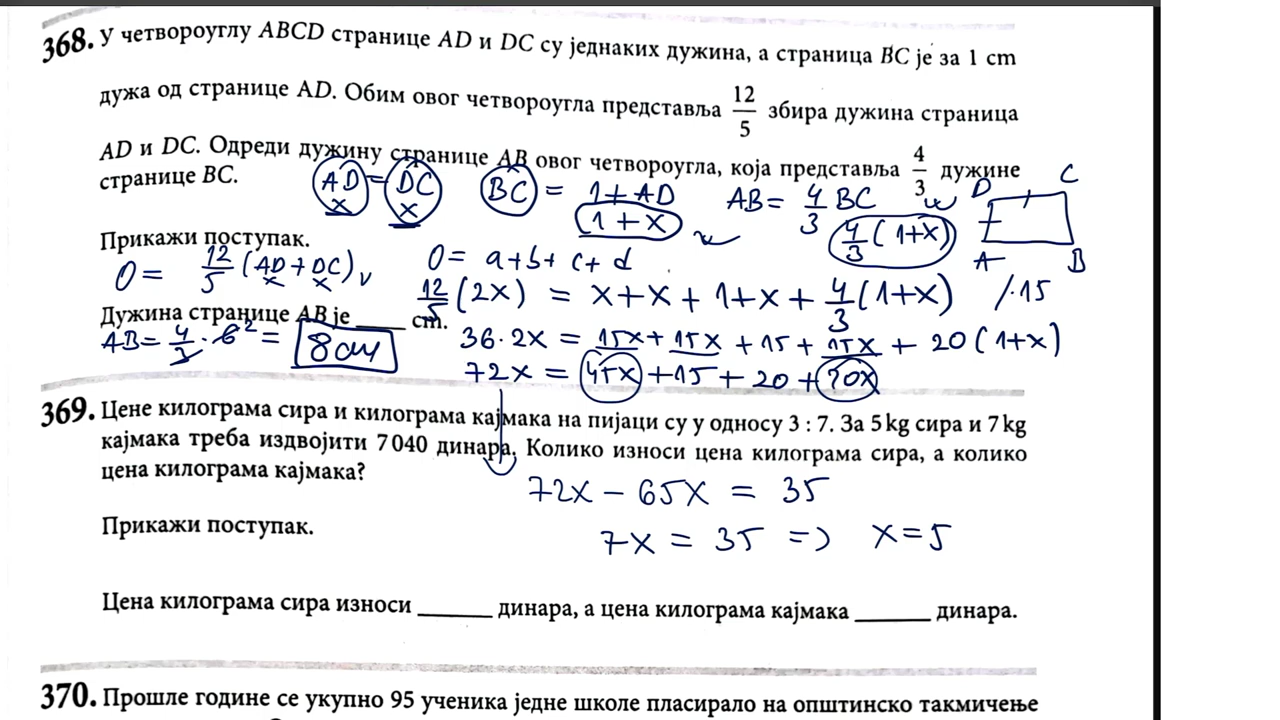 368. У четвороуглу ABCD странице AD и DC су једнаких дужина, а страница BC је за 1 cm
дужа од странице AD. Обим овог четвороугла представља 12/5 збира дужина страница
AD и DC. Одреди дужину странице AB овог четвороугла, која представља 4/3 дужине
странице BC.
AD = DC BC = 1 + AD AB = 4/3 BC D C
x x 1 + x 4/3 (1+x)
Прикажи поступак.
A B
O = 12/5 (AD + DC) O = a + b + c + d
x x
12/5 (2x) = x + x + 1 + x + 4/3 (1+x) /·15
Дужина странице AB је ____ cm.
AB = 4/3 · 6² = 8cm
36·2x = 15x + 15x + 15 + 15x + 20(1+x)
72x = 45x + 15 + 20 + 20x
369. Цене килограма сира и килограма кајмака на пијаци су у односу 3 : 7. За 5 kg сира и 7 kg
кајмака треба издвојити 7 040 динара. Колико износи цена килограма сира, а колико
цена килограма кајмака?
72x – 65x = 35
Прикажи поступак.
7x = 35 => x = 5
Цена килограма сира износи ______ динара, а цена килограма кајмака ______ динара.
370. Прошле године се укупно 95 ученика једне школе пласирало на општинско такмичење